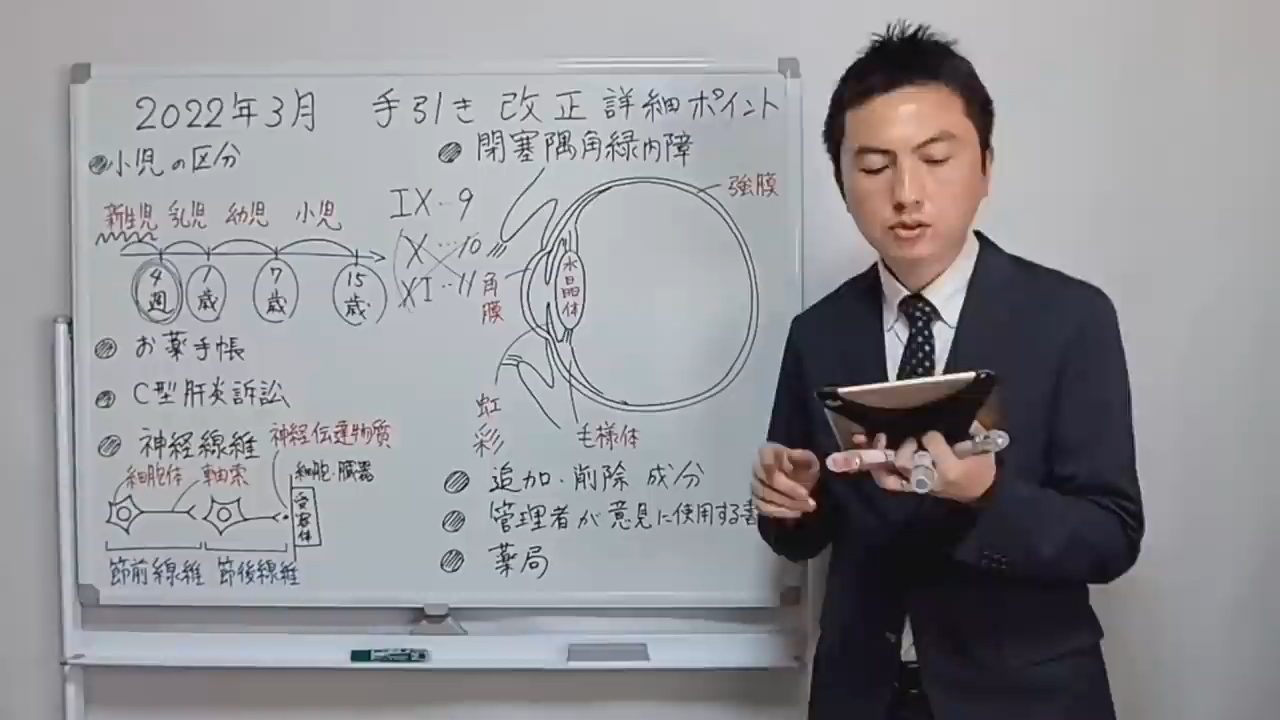 2022年3月 手引き 改正詳細ポイント
小児の区分
新生児 乳児 幼児 小児
4週 1歳 7歳 15歳
お薬手帳
C型肝炎訴訟
神経線維 神経伝達物質
細胞体 軸索 細胞・臓器
受容体
節前線維 節後線維
閉塞隅角緑内障
IX…9
X…10
XI…11
強膜
水晶体
角膜
虹彩
毛様体
追加・削除 成分
管理者が意見に使用する書
薬局